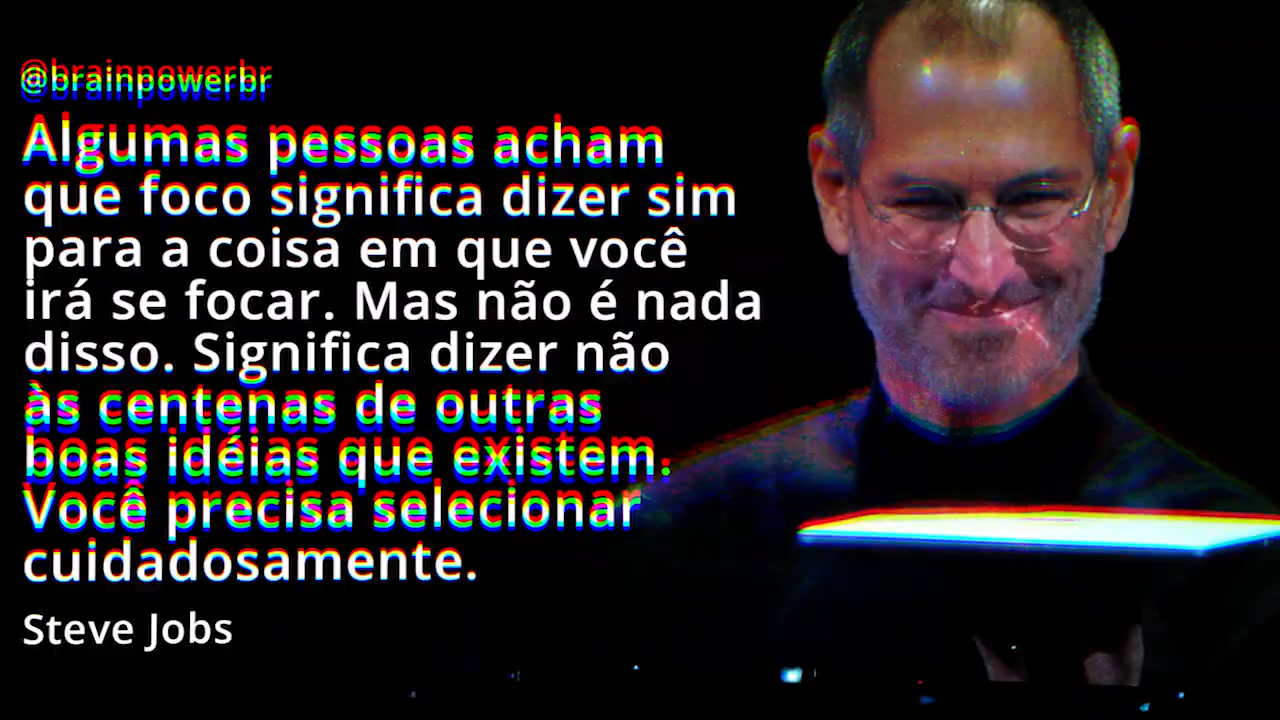 @brainpowerbr
Algumas pessoas acham
que foco significa dizer sim
para a coisa em que você
irá se focar. Mas não é nada
disso. Significa dizer não
às centenas de outras
boas idéias que existem.
Você precisa selecionar
cuidadosamente.
Steve Jobs